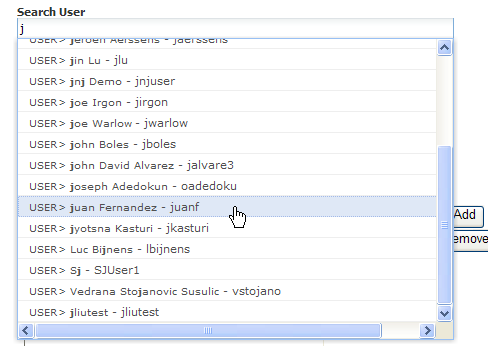 Search User
j
USER> jeroen Aerssens - jaerssens
USER> jin Lu - jlu
USER> jnj Demo - jnjuser
USER> joe Irgon - jirgon
USER> joe Warlow - jwarlow
USER> john Boles - jboles
USER> john David Alvarez - jalvare3
USER> joseph Adedokun - oadedoku
USER> juan Fernandez - juanf
Add
USER> jyotsna Kasturi - jkasturi
emove
USER> Luc Bijnens - lbijnens
USER> Sj - SJUser1
USER> Vedrana Stojanovic Susulic - vstojano
USER> jliutest - jliutest